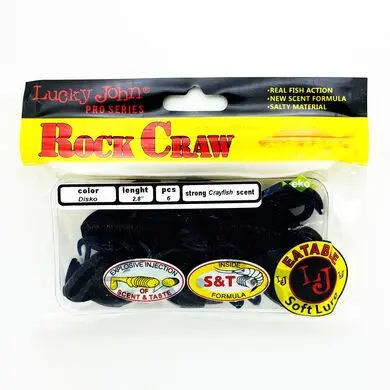 Lucky John®
PRO SERIES
•REAL FISH ACTION
•NEW SCENT FORMULA
•SALTY MATERIAL
ROCK CRAW
color
Disko
lenght
2.8"
pcs
6
strong Crayfish scent
eko
EXPLOSIVE INJECTION
OF
SCENT & TASTE
INSIDE
S&T
FORMULA
EATABLE
LJ
Soft Lure